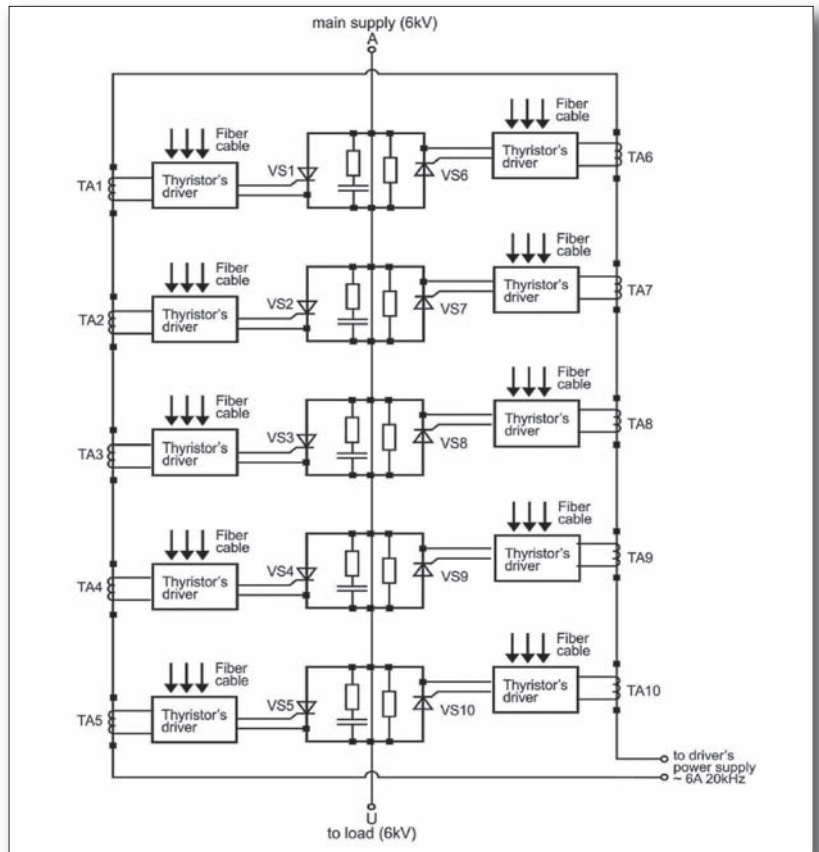 main supply (6kV)
A
Fiber
cable
Thyristor's
driver
TA1
VS1
VS6
Fiber
cable
Thyristor's
driver
TA6
Fiber
cable
Thyristor's
driver
TA2
VS2
VS7
Fiber
cable
Thyristor's
driver
TA7
Fiber
cable
Thyristor's
driver
TA3
VS3
VS8
Fiber
cable
Thyristor's
driver
TA8
Fiber
cable
Thyristor's
driver
TA4
VS4
VS9
Fiber
cable
Thyristor's
driver
TA9
Fiber
cable
Thyristor's
driver
TA5
VS5
VS10
Fiber
cable
Thyristor's
driver
TA10
to driver's
power supply
~ 6A 20kHz
U
to load (6kV)